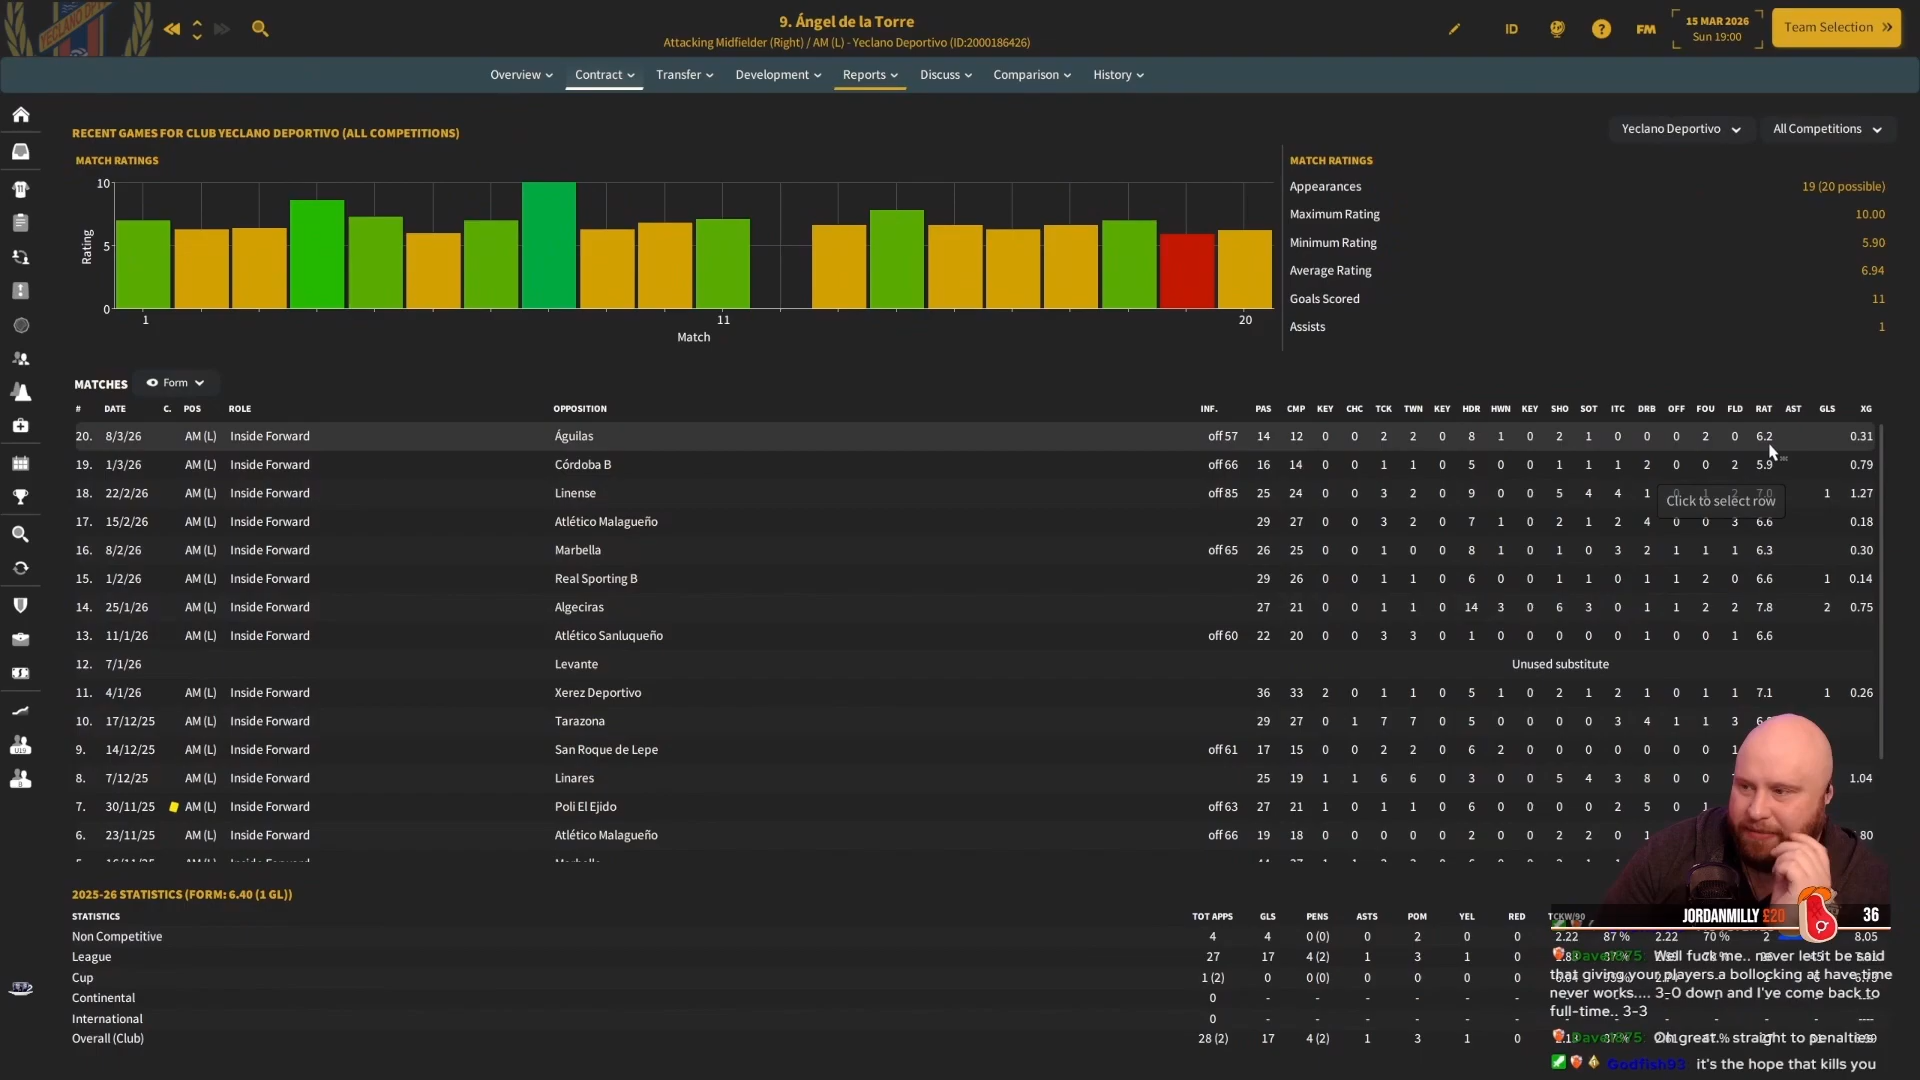 9. Ángel de la Torre
Attacking Midfielder (Right) / AM (L) - Yeclano Deportivo (ID:2000186426)
ID
FM
15 MAR 2026
Sun 19:00
Team Selection
Overview Contract Transfer Development Reports Discuss Comparison History
RECENT GAMES FOR CLUB YECLANO DEPORTIVO (ALL COMPETITIONS)
Yeclano Deportivo All Competitions
MATCH RATINGS
10
5
0
Rating
1 11 20
Match
MATCH RATINGS
Appearances 19 (20 possible)
Maximum Rating 10.00
Minimum Rating 5.90
Average Rating 6.94
Goals Scored 11
Assists 1
MATCHES Form
# DATE C. POS ROLE OPPOSITION INF. PAS CMP KEY CHC TCK TWN KEY HDR HWN KEY SHO SOT ITC DRB OFF FOU FLD RAT AST GLS XG
20. 8/3/26 AM (L) Inside Forward Águilas off 57 14 12 0 0 2 2 0 8 1 0 2 1 0 0 0 2 0 6.2 0.31
19. 1/3/26 AM (L) Inside Forward Córdoba B off 66 16 14 0 0 1 1 0 5 0 0 1 1 1 2 0 0 2 5.9 0.79
18. 22/2/26 AM (L) Inside Forward Linense off 85 25 24 0 0 3 2 0 9 0 0 5 4 4 1 0 1 2 7.0 1 1.27
Click to select row
17. 15/2/26 AM (L) Inside Forward Atlético Malagueño 29 27 0 0 3 2 0 7 1 0 2 1 2 4 0 0 3 6.6 0.18
16. 8/2/26 AM (L) Inside Forward Marbella off 65 26 25 0 0 1 0 0 8 1 0 1 0 3 2 1 1 1 6.3 0.30
15. 1/2/26 AM (L) Inside Forward Real Sporting B 29 26 0 0 1 1 0 6 0 0 1 1 0 1 1 2 0 6.6 1 0.14
14. 25/1/26 AM (L) Inside Forward Algeciras 27 21 0 0 1 1 0 14 3 0 6 3 0 1 1 2 2 7.8 2 0.75
13. 11/1/26 AM (L) Inside Forward Atlético Sanluqueño off 60 22 20 0 0 3 3 0 1 0 0 0 0 0 1 0 0 1 6.6
12. 7/1/26 Levante Unused substitute
11. 4/1/26 AM (L) Inside Forward Xerez Deportivo 36 33 2 0 1 1 0 5 1 0 2 1 2 1 0 1 1 7.1 1 0.26
10. 17/12/25 AM (L) Inside Forward Tarazona 29 27 0 1 7 7 0 5 0 0 0 0 3 4 1 1 3
9. 14/12/25 AM (L) Inside Forward San Roque de Lepe off 61 17 15 0 0 2 2 0 6 2 0 0 0 0 0 0 0
8. 7/12/25 AM (L) Inside Forward Linares 25 19 1 1 6 6 0 3 0 0 5 4 3 8 0 0 1.04
7. 30/11/25 AM (L) Inside Forward Poli El Ejido off 63 27 21 1 0 1 1 0 6 0 0 0 0 2 5 0 1
6. 23/11/25 AM (L) Inside Forward Atlético Malagueño off 66 19 18 0 0 0 0 0 2 0 0 2 2 0 80
2025-26 STATISTICS (FORM: 6.40 (1 GL))
STATISTICS TOT APPS GLS PENS ASTS POM YEL RED
Non Competitive 4 4 0 (0) 0 2 0 0 2.22 87 % 2.22 70 % 2 8.05
League 27 17 4 (2) 1 3 1 0
Cup 1 (2) 0 0 (0) 0 0 0 0
Continental 0 - - - - - -
International 0 - - - - - -
Overall (Club) 28 (2) 17 4 (2) 1 3 1 0
JORDANMILLY £20 36
Dave1875: Well fuck me.. never let it be said
that giving your players a bollocking at have time
never works.... 3-0 down and I've come back to
full-time.. 3-3
Dave1875: Oh great.. straight to penalties
Godfish93: it's the hope that kills you